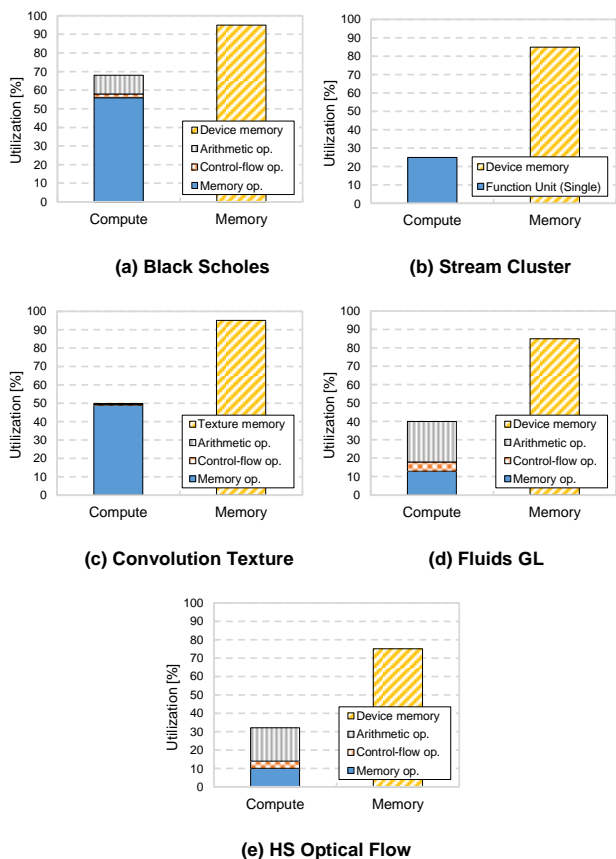 100
90
80
70
60
50
40
30
20
10
0
Utilization [%]
Device memory
Arithmetic op.
Control-flow op.
Memory op.
Compute
Memory
(a) Black Scholes
100
90
80
70
60
50
40
30
20
10
0
Utilization [%]
Device memory
Function Unit (Single)
Compute
Memory
(b) Stream Cluster
100
90
80
70
60
50
40
30
20
10
0
Utilization [%]
Texture memory
Arithmetic op.
Control-flow op.
Memory op.
Compute
Memory
(c) Convolution Texture
100
90
80
70
60
50
40
30
20
10
0
Utilization [%]
Device memory
Arithmetic op.
Control-flow op.
Memory op.
Compute
Memory
(d) Fluids GL
100
90
80
70
60
50
40
30
20
10
0
Utilization [%]
Device memory
Arithmetic op.
Control-flow op.
Memory op.
Compute
Memory
(e) HS Optical Flow